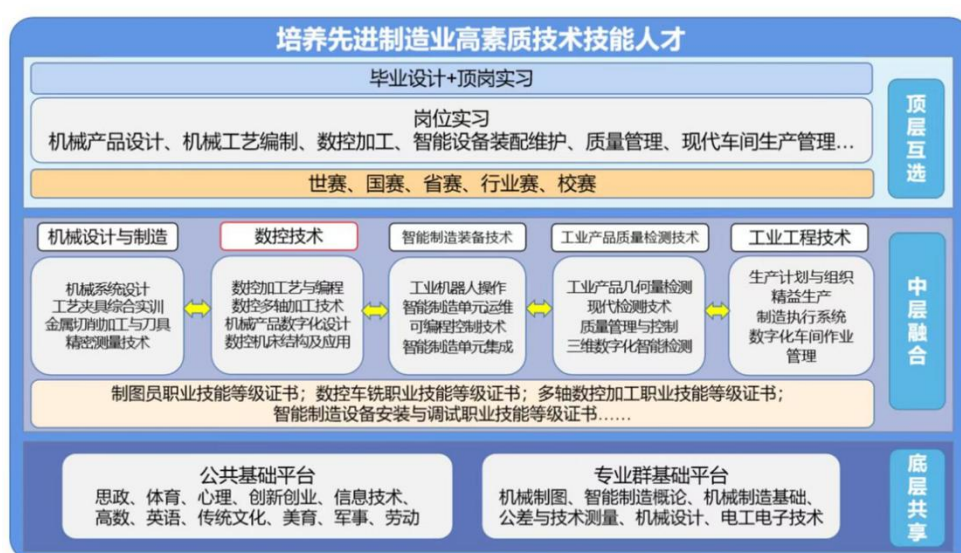 培养先进制造业高素质技术技能人才
毕业设计+顶岗实习
岗位实习
机械产品设计、机械工艺编制、数控加工、智能设备装配维护、质量管理、现代车间生产管理...
世赛、国赛、省赛、行业赛、校赛
顶层互选
机械设计与制造
机械系统设计
工艺夹具综合实训
金属切削加工与刀具
精密测量技术
数控技术
数控加工艺与编程
数控多轴加工技术
机械产品数字化设计
数控机床结构及应用
智能制造装备技术
工业机器人操作
智能制造单元运维
可编程控制技术
智能制造单元集成
工业产品质量检测技术
工业产品几何量检测
现代检测技术
质量管理与控制
三维数字化智能检测
工业工程技术
生产计划与组织
精益生产
制造执行系统
数字化车间作业
管理
制图员职业技能等级证书；数控车铣职业技能等级证书；多轴数控加工职业技能等级证书；
智能制造设备安装与调试职业技能等级证书......
中层融合
公共基础平台
思政、体育、心理、创新创业、信息技术、
高数、英语、传统文化、美育、军事、劳动
专业群基础平台
机械制图、智能制造概论、机械制造基础、
公差与技术测量、机械设计、电工电子技术
底层共享